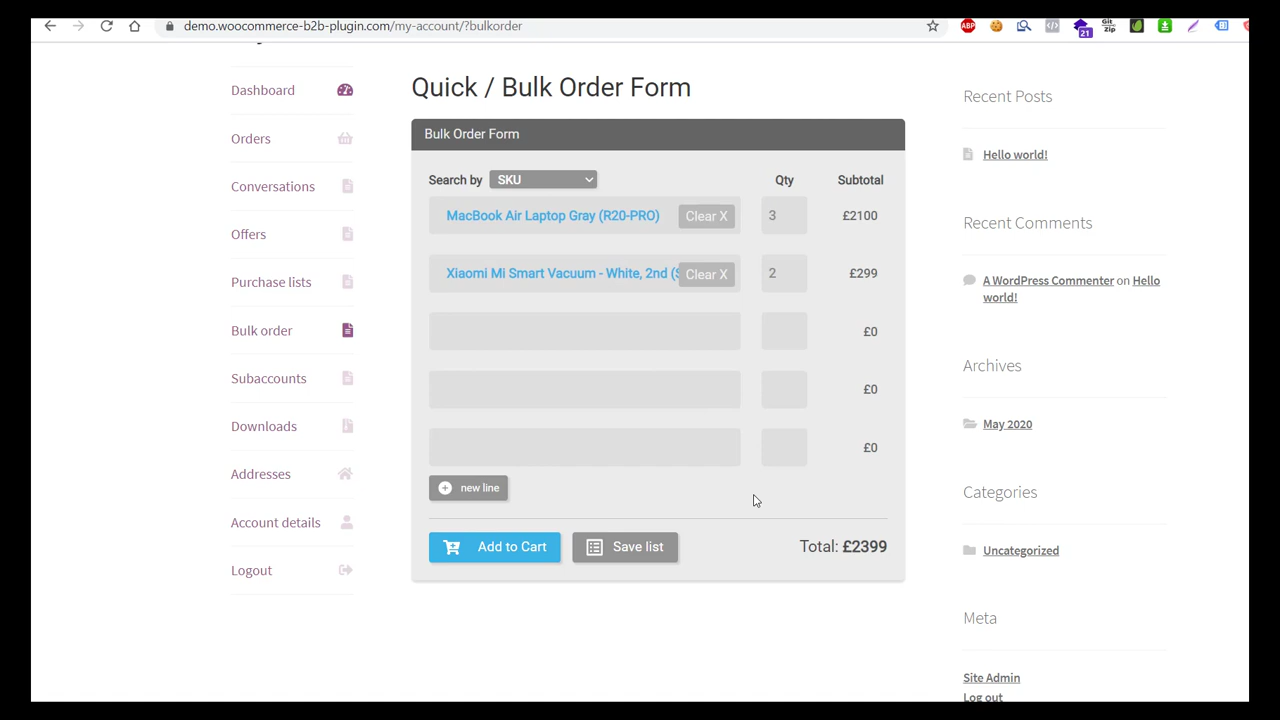 demo.woocommerce-b2b-plugin.com/my-account/?bulkorder
ABP
21
Git
Zip
Dashboard
Orders
Conversations
Offers
Purchase lists
Bulk order
Subaccounts
Downloads
Addresses
Account details
Logout
Quick / Bulk Order Form
Bulk Order Form
Search by SKU Qty Subtotal
MacBook Air Laptop Gray (R20-PRO) Clear X 3 £2100
Xiaomi Mi Smart Vacuum - White, 2nd ( Clear X 2 £299
£0
£0
£0
new line
Add to Cart Save list Total: £2399
Recent Posts
Hello world!
Recent Comments
A WordPress Commenter on Hello
world!
Archives
May 2020
Categories
Uncategorized
Meta
Site Admin
Log out